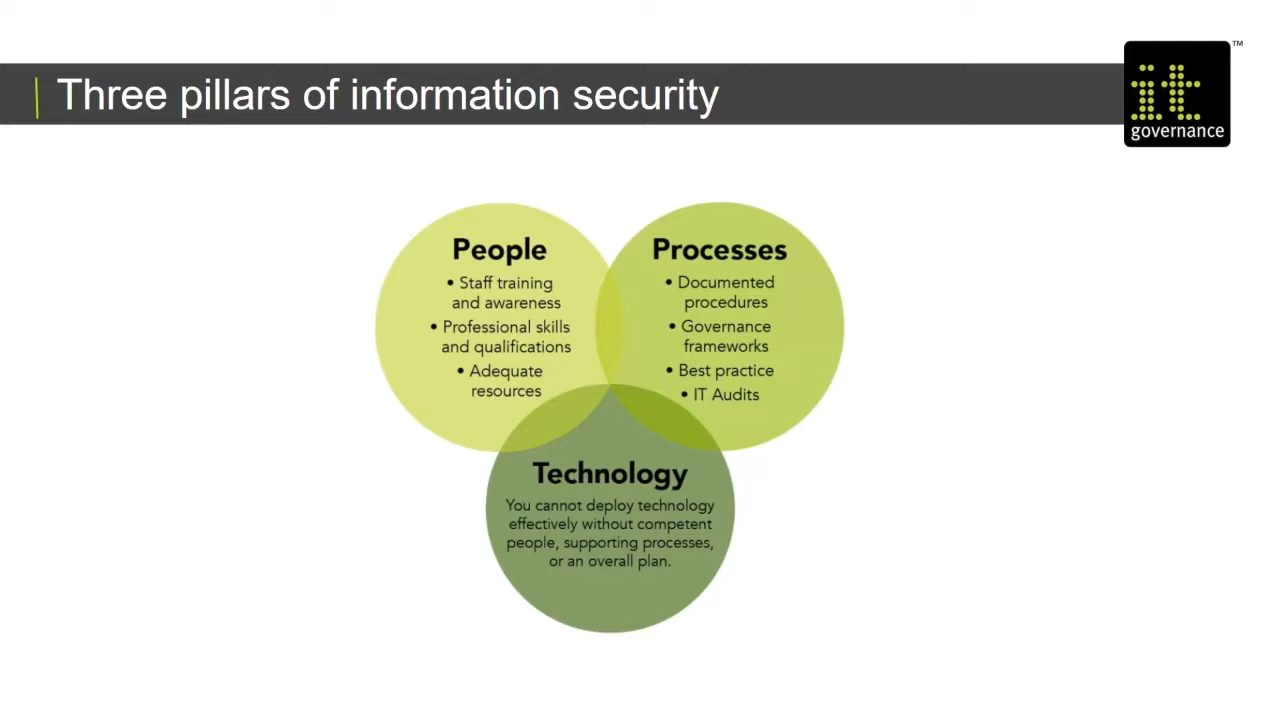 Three pillars of information security
it
governance
™
People
• Staff training
and awareness
• Professional skills
and qualifications
• Adequate
resources
Processes
• Documented
procedures
• Governance
frameworks
• Best practice
• IT Audits
Technology
You cannot deploy technology
effectively without competent
people, supporting processes,
or an overall plan.